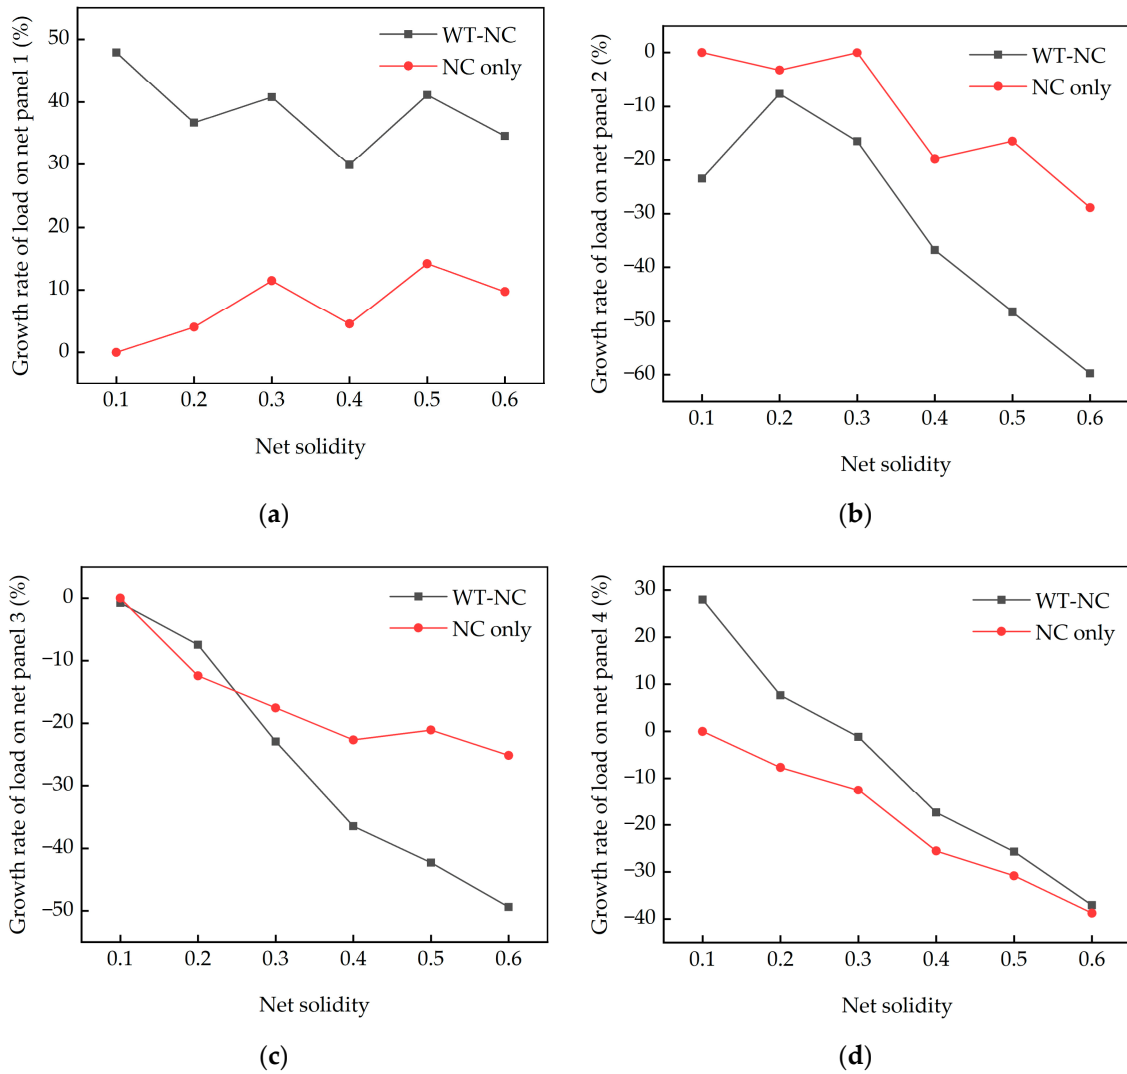 Growth rate of load on net panel 1 (%)
50
40
30
20
10
0
WT-NC
NC only
0.1 0.2 0.3 0.4 0.5 0.6
Net solidity
(a)
Growth rate of load on net panel 2 (%)
0
−10
−20
−30
−40
−50
−60
WT-NC
NC only
0.1 0.2 0.3 0.4 0.5 0.6
Net solidity
(b)
Growth rate of load on net panel 3 (%)
0
−10
−20
−30
−40
−50
WT-NC
NC only
0.1 0.2 0.3 0.4 0.5 0.6
Net solidity
(c)
Growth rate of load on net panel 4 (%)
30
20
10
0
−10
−20
−30
−40
WT-NC
NC only
0.1 0.2 0.3 0.4 0.5 0.6
Net solidity
(d)